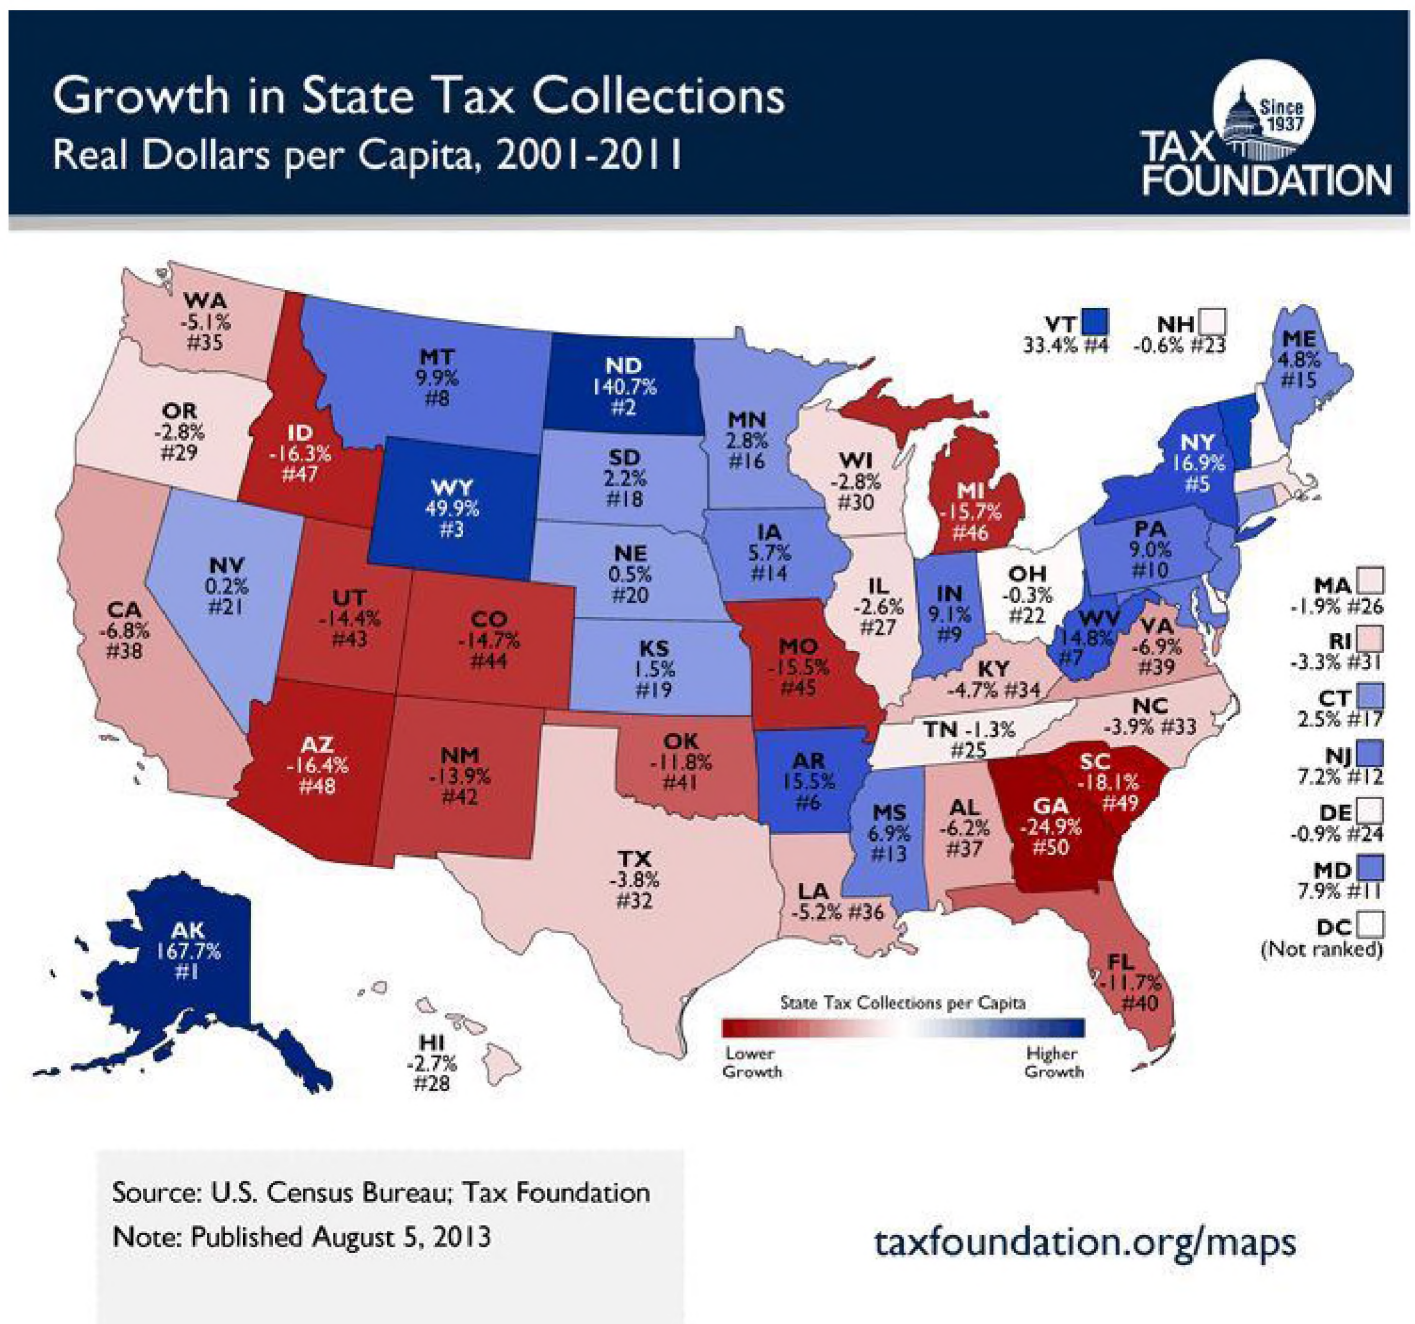 Growth in State Tax Collections
Real Dollars per Capita, 2001-2011
Since
1937
TAX
FOUNDATION
WA
-5.1%
#35
OR
-2.8%
#29
ID
-16.3%
#47
MT
9.9%
#8
ND
140.7%
#2
MN
2.8%
#16
SD
2.2%
#18
WY
49.9%
#3
WI
-2.8%
#30
MI
-15.7%
#46
VT
33.4% #4
NH
-0.6% #23
ME
4.8%
#15
NY
16.9%
#5
PA
9.0%
#10
CA
-6.8%
#38
NV
0.2%
#21
UT
-14.4%
#43
CO
-14.7%
#44
NE
0.5%
#20
KS
1.5%
#19
IA
5.7%
#14
MO
-15.5%
#45
IL
-2.6%
#27
IN
9.1%
#9
OH
-0.3%
#22
WV
14.8%
#7
VA
-6.9%
#39
KY
-4.7% #34
NC
-3.9% #33
TN -1.3%
#25
SC
-18.1%
#49
GA
-24.9%
#50
AL
-6.2%
#37
MS
6.9%
#13
AR
15.5%
#6
OK
-11.8%
#41
NM
-13.9%
#42
AZ
-16.4%
#48
TX
-3.8%
#32
LA
-5.2% #36
FL
-11.7%
#40
AK
167.7%
#1
HI
-2.7%
#28
MA
-1.9% #26
RI
-3.3% #31
CT
2.5% #17
NJ
7.2% #12
DE
-0.9% #24
MD
7.9% #11
DC
(Not ranked)
State Tax Collections per Capita
Lower
Growth
Higher
Growth
Source: U.S. Census Bureau; Tax Foundation
Note: Published August 5, 2013
taxfoundation.org/maps